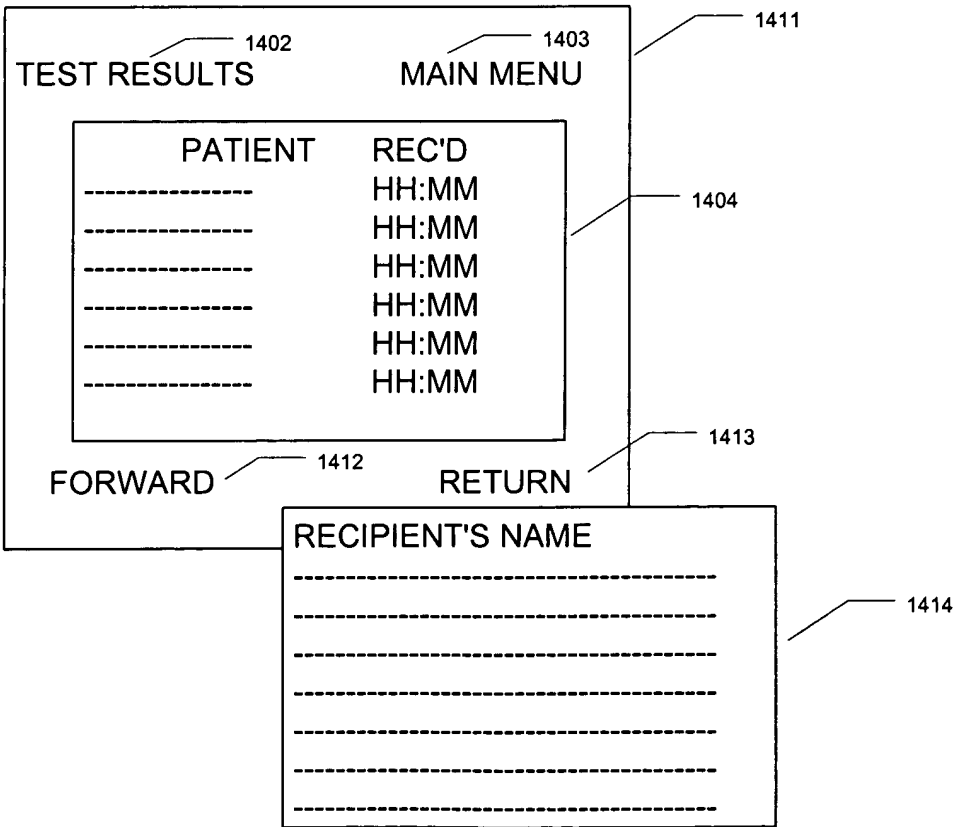 1411
1402
1403
TEST RESULTS MAIN MENU
PATIENT REC'D
--------------- HH:MM
1404
--------------- HH:MM
--------------- HH:MM
--------------- HH:MM
--------------- HH:MM
--------------- HH:MM
1413
1412
FORWARD RETURN
RECIPIENT'S NAME
--------------------------------------
--------------------------------------
1414
--------------------------------------
--------------------------------------
--------------------------------------
--------------------------------------
--------------------------------------